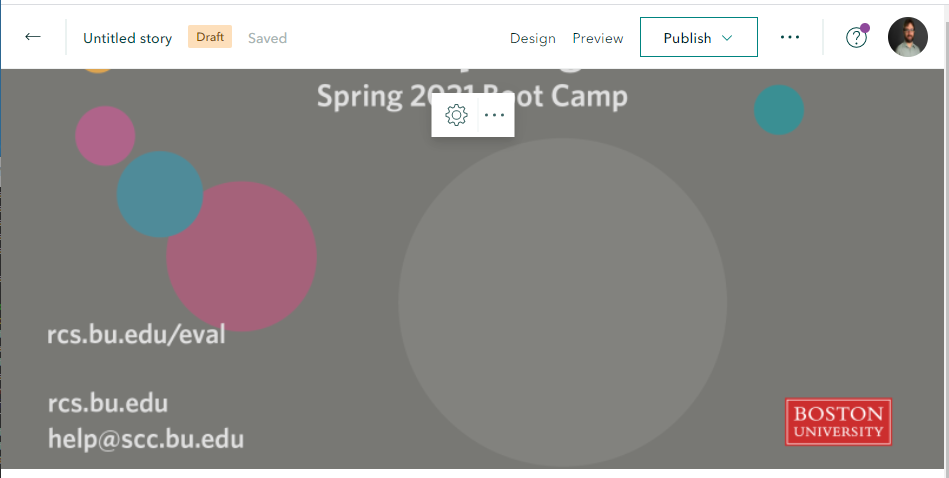 Untitled story Draft Saved Design Preview Publish
Spring 2021 Boot Camp
rcs.bu.edu/eval
rcs.bu.edu
help@scc.bu.edu
BOSTON
UNIVERSITY